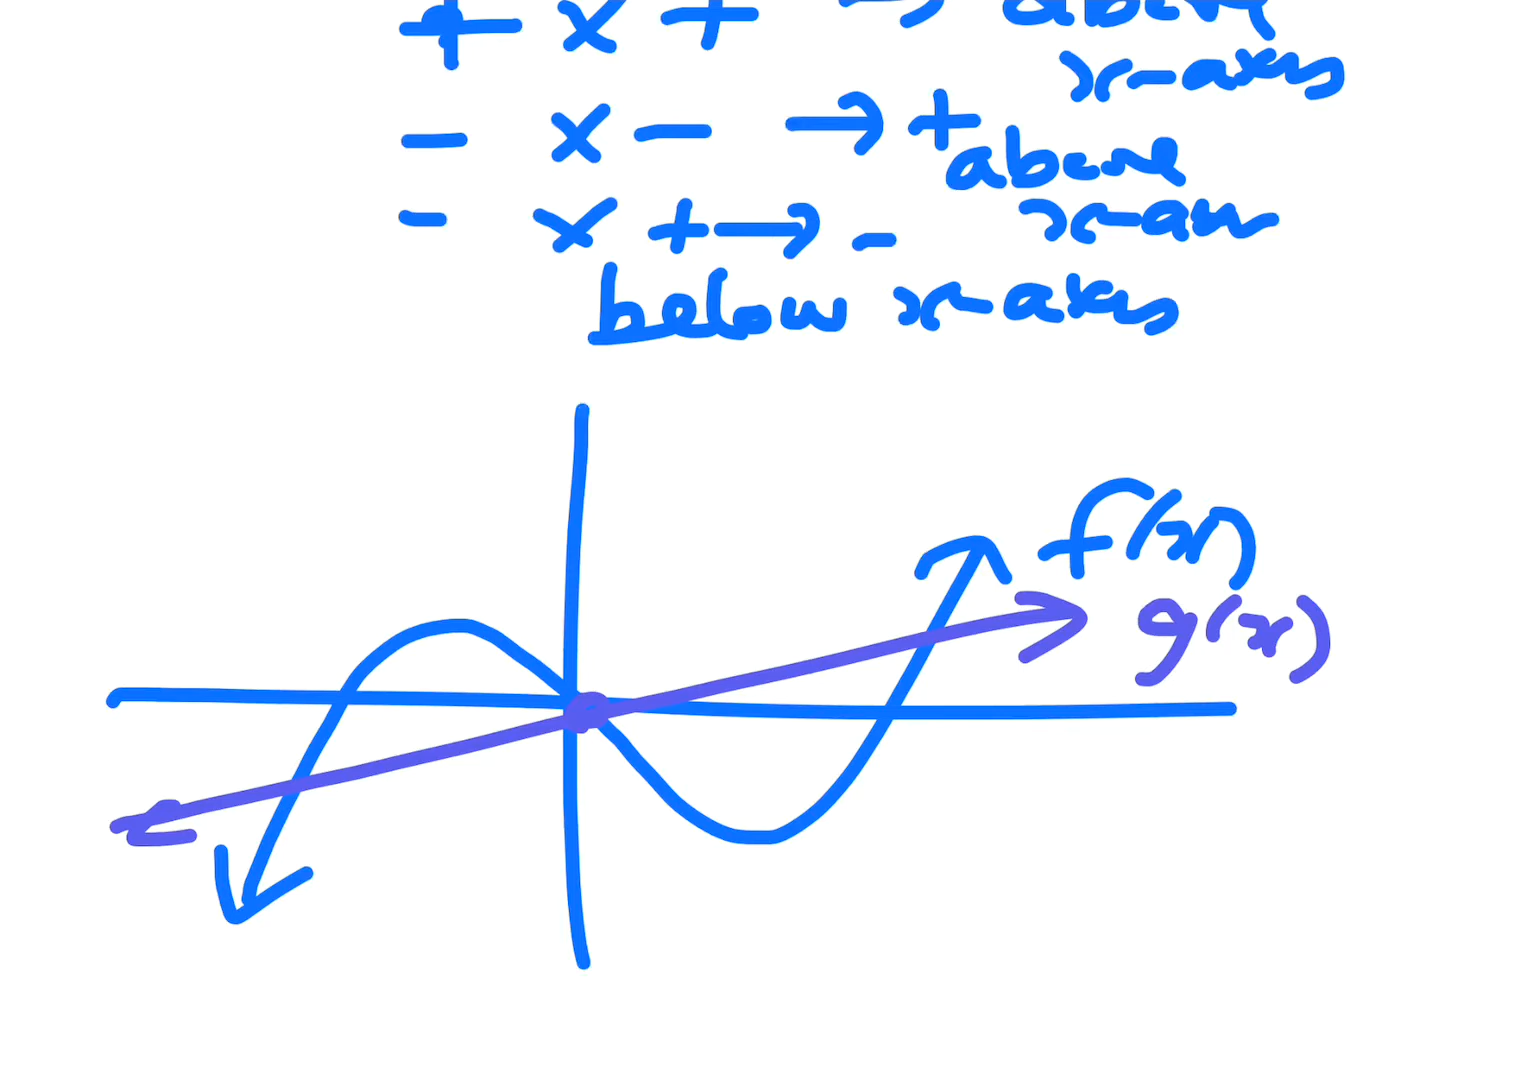 + x + → above
x-axis
- x - → +
above
x-axis
- x + → -
below x-axis
f(x)
g(x)